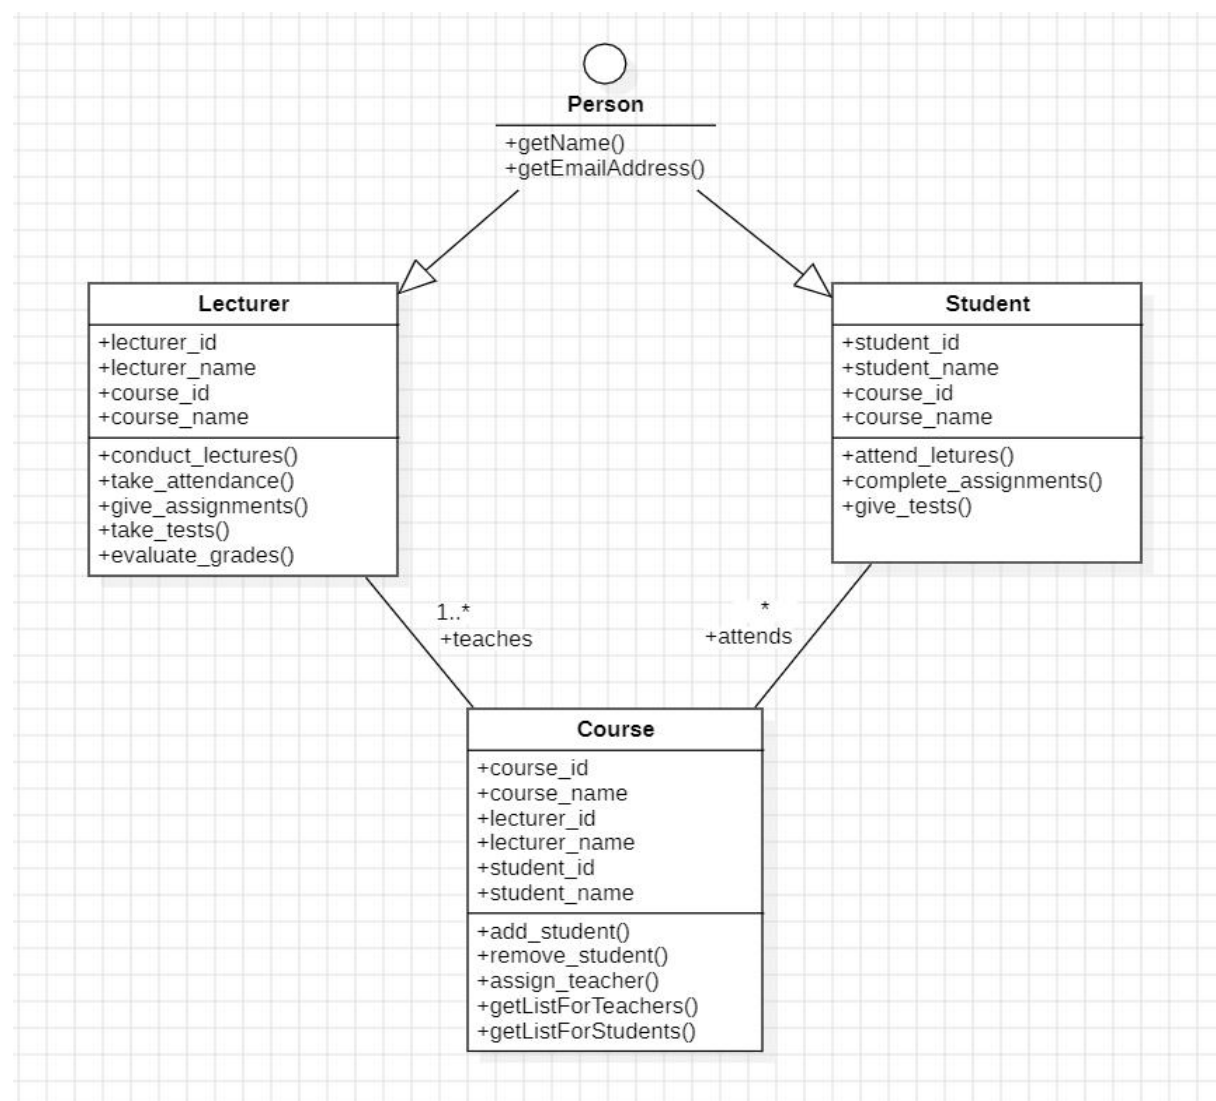 Person
+getName()
+getEmailAddress()
Lecturer
+lecturer_id
+lecturer_name
+course_id
+course_name
+conduct_lectures()
+take_attendance()
+give_assignments()
+take_tests()
+evaluate_grades()
Student
+student_id
+student_name
+course_id
+course_name
+attend_letures()
+complete_assignments()
+give_tests()
1..*
+teaches
*
+attends
Course
+course_id
+course_name
+lecturer_id
+lecturer_name
+student_id
+student_name
+add_student()
+remove_student()
+assign_teacher()
+getListForTeachers()
+getListForStudents()